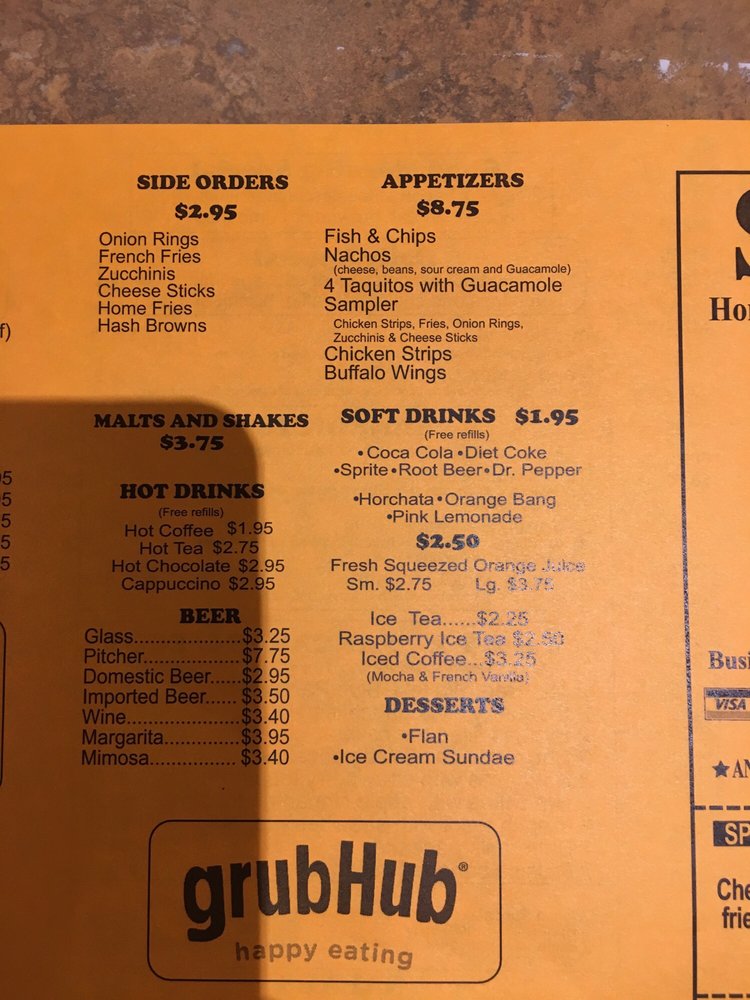 SIDE ORDERS
$2.95
Onion Rings
French Fries
Zucchinis
Cheese Sticks
Home Fries
Hash Browns
APPETIZERS
$8.75
Fish & Chips
Nachos
(cheese, beans, sour cream and Guacamole)
4 Taquitos with Guacamole
Sampler
Chicken Strips, Fries, Onion Rings,
Zucchinis & Cheese Sticks
Chicken Strips
Buffalo Wings
MALTS AND SHAKES
$3.75
HOT DRINKS
(Free refills)
Hot Coffee $1.95
Hot Tea $2.75
Hot Chocolate $2.95
Cappuccino $2.95
BEER
Glass.....................$3.25
Pitcher...................$7.75
Domestic Beer......$2.95
Imported Beer...... $3.50
Wine......................$3.40
Margarita...............$3.95
Mimosa................. $3.40
SOFT DRINKS $1.95
(Free refills)
•Coca Cola •Diet Coke
•Sprite•Root Beer•Dr. Pepper
•Horchata•Orange Bang
•Pink Lemonade
$2.50
Fresh Squeezed Orange Juice
Sm. $2.75 Lg. $3.75
Ice Tea......$2.25
Raspberry Ice Tea $2.50
Iced Coffee...$3.25
(Mocha & French Vanilla)
DESSERTS
•Flan
•Ice Cream Sundae
grubHub®
happy eating
VISA